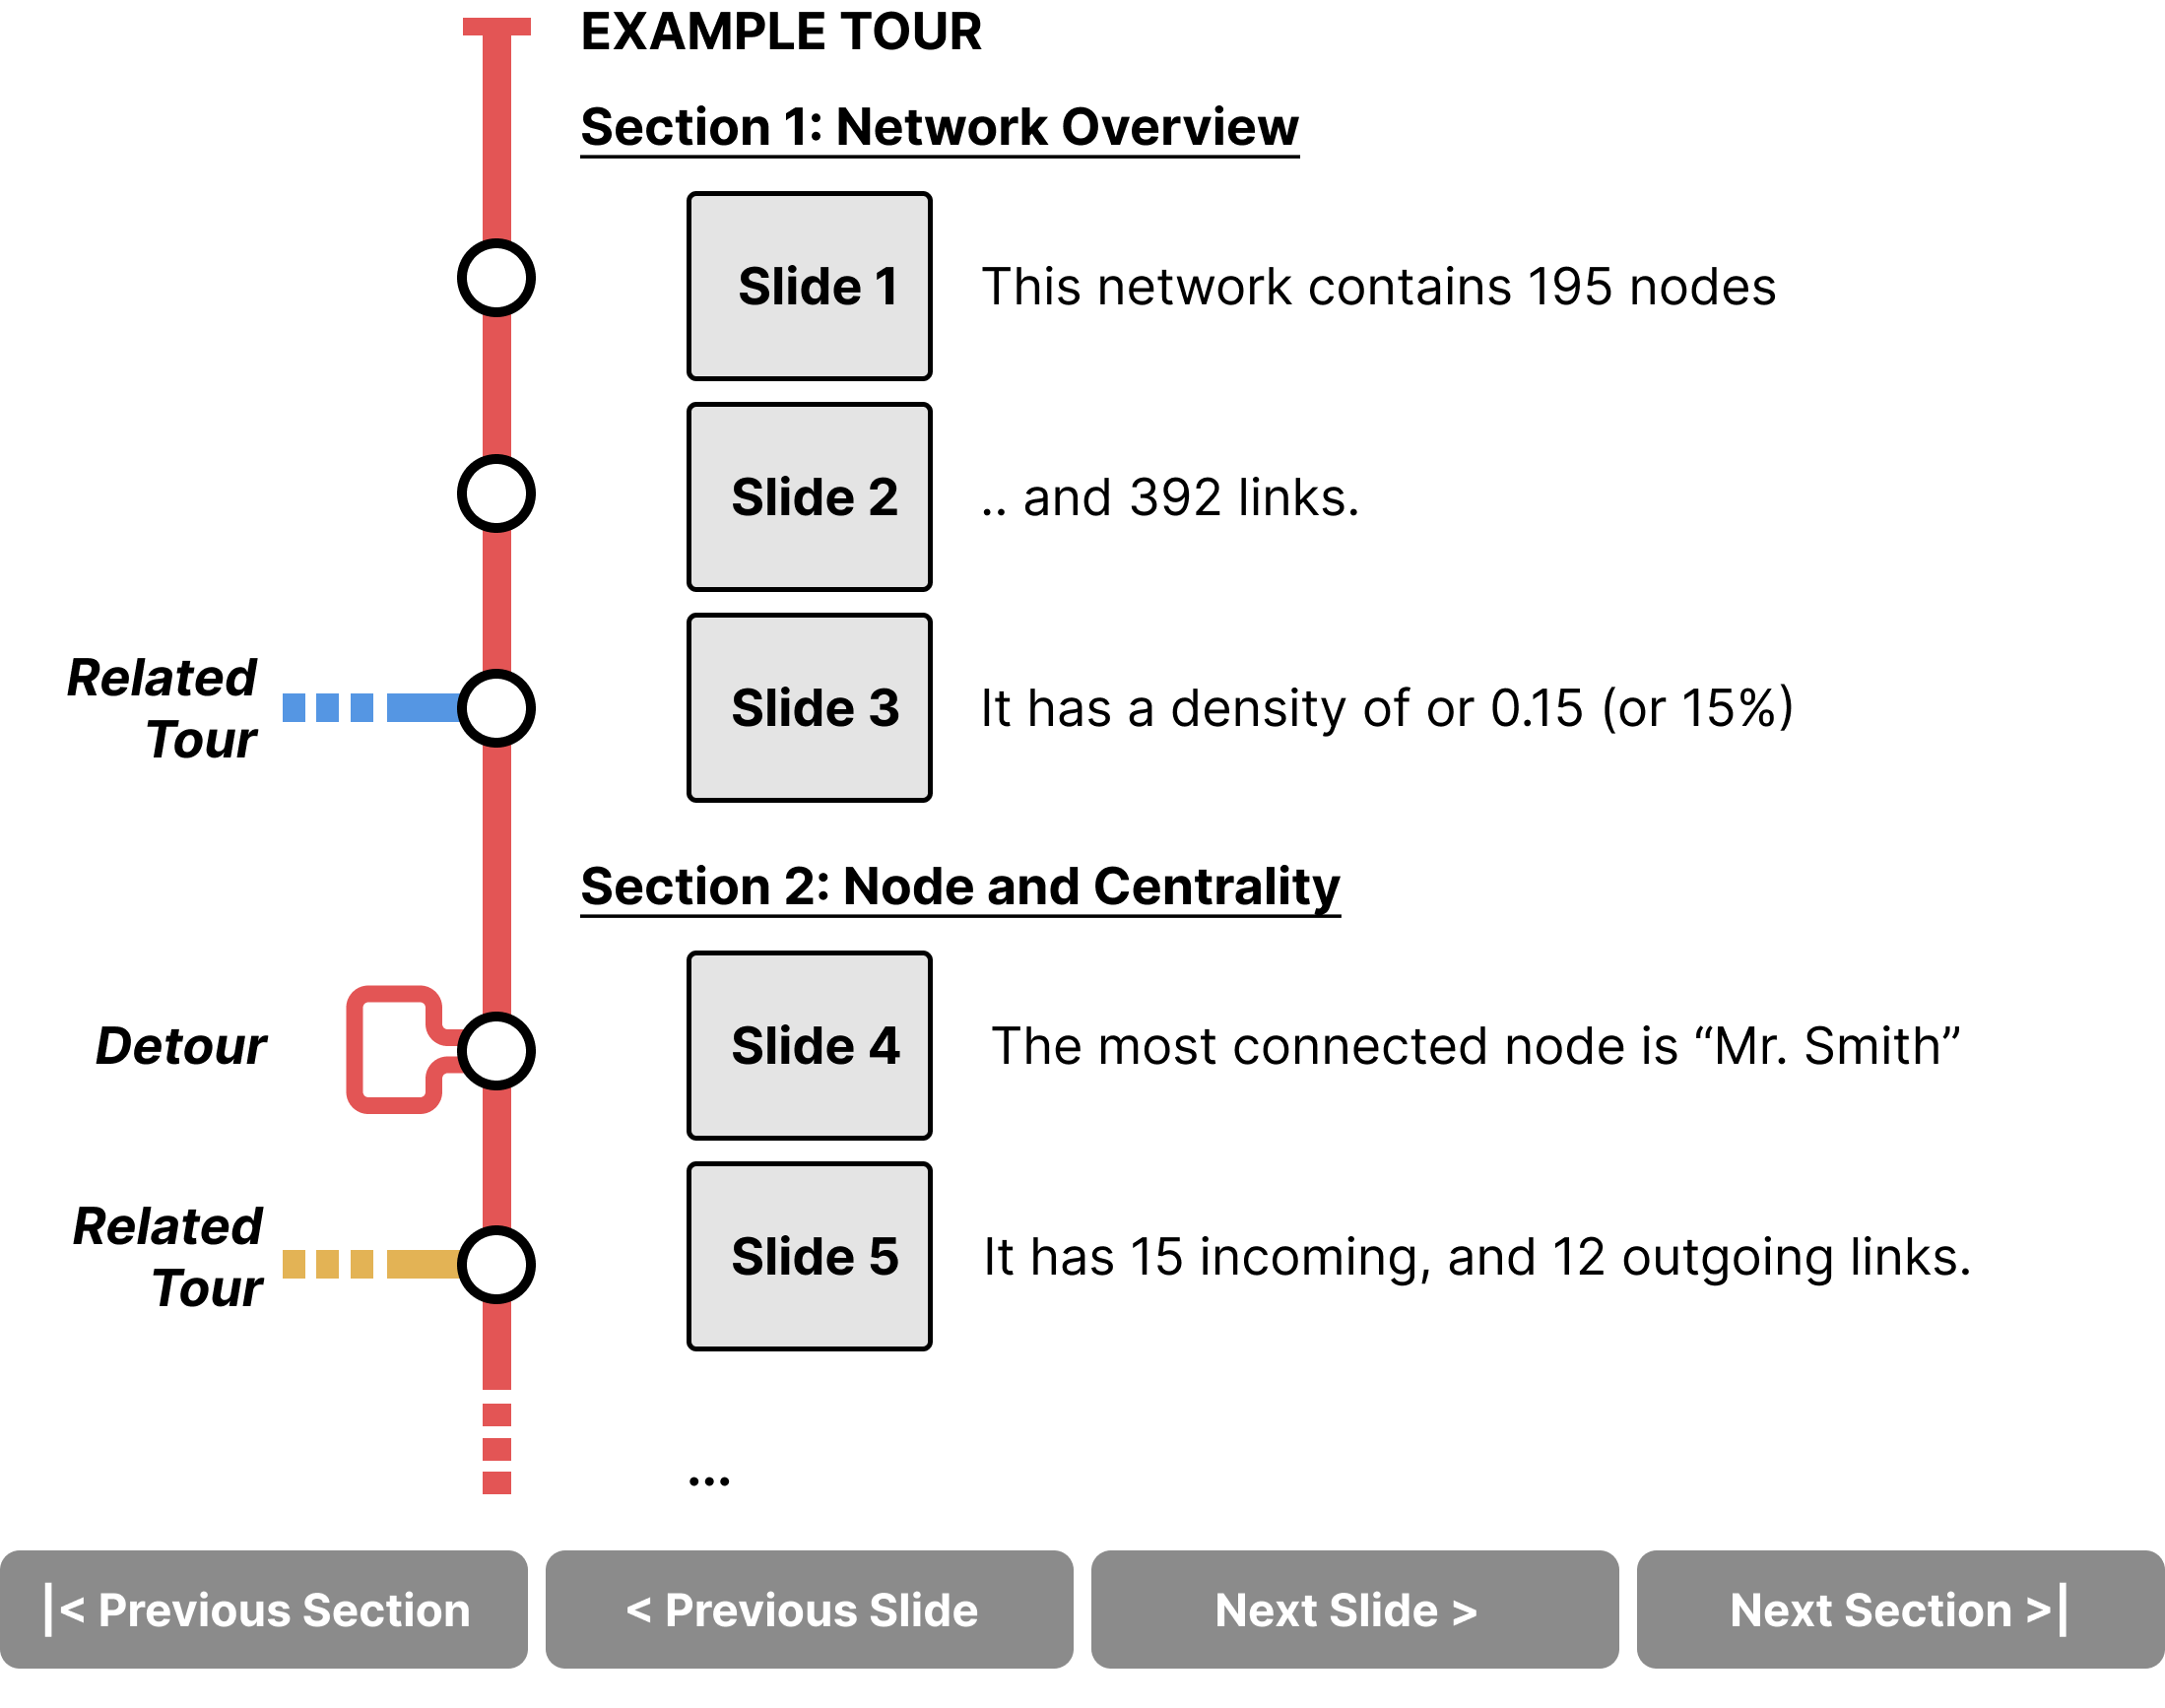 EXAMPLE TOUR
Section 1: Network Overview
Slide 1
This network contains 195 nodes
Slide 2
.. and 392 links.
Related
Tour
Slide 3
It has a density of or 0.15 (or 15%)
Section 2: Node and Centrality
Detour
Slide 4
The most connected node is “Mr. Smith”
Related
Tour
Slide 5
It has 15 incoming, and 12 outgoing links.
...
|< Previous Section
< Previous Slide
Next Slide >
Next Section >|